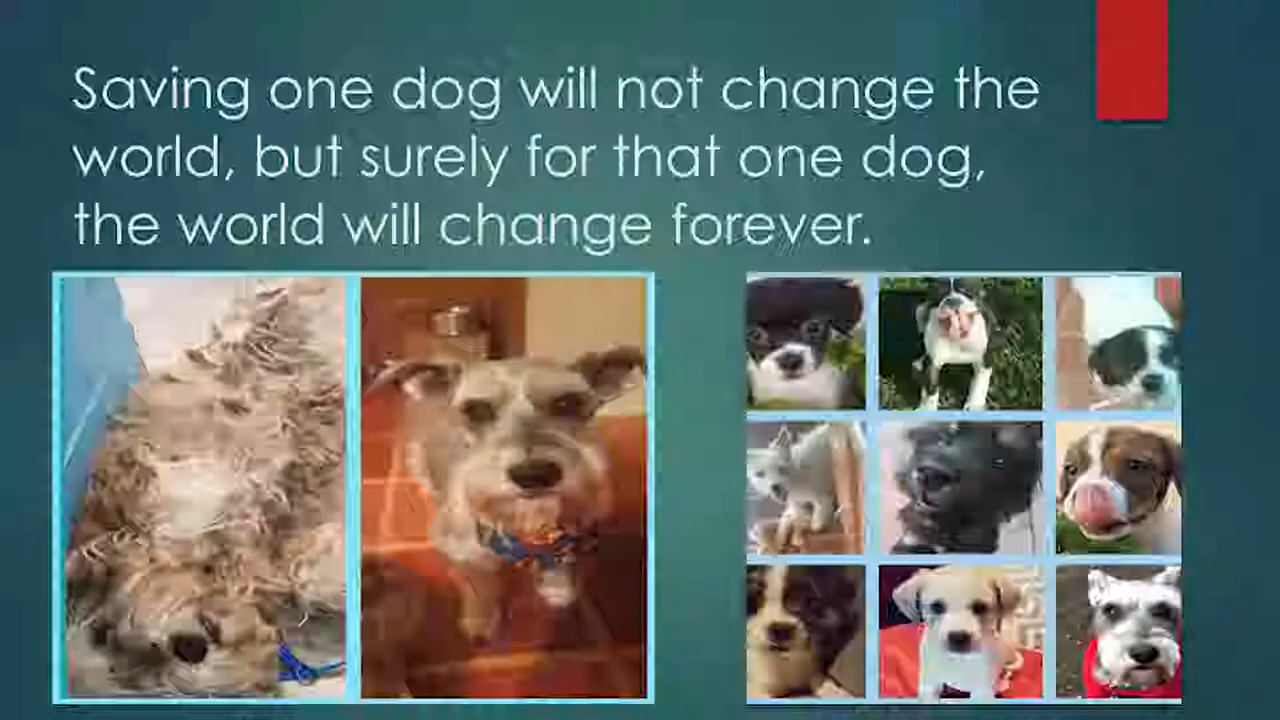 Saving one dog will not change the
world, but surely for that one dog,
the world will change forever.